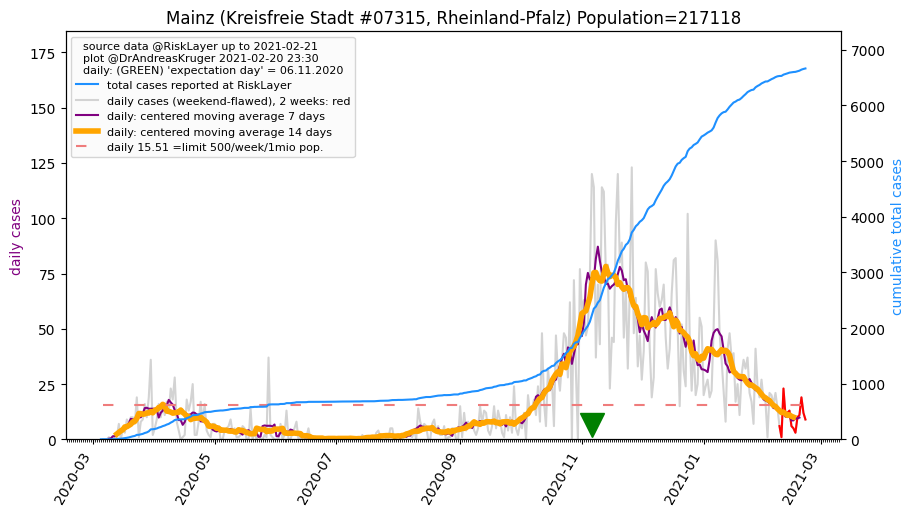 Mainz (Kreisfreie Stadt #07315, Rheinland-Pfalz) Population=217118
source data @RiskLayer up to 2021-02-21
plot @DrAndreasKruger 2021-02-20 23:30
daily: (GREEN) 'expectation day' = 06.11.2020
total cases reported at RiskLayer
daily cases (weekend-flawed), 2 weeks: red
daily: centered moving average 7 days
daily: centered moving average 14 days
daily 15.51 =limit 500/week/1mio pop.
daily cases
175
150
125
100
75
50
25
0
cumulative total cases
7000
6000
5000
4000
3000
2000
1000
0
2020-03
2020-05
2020-07
2020-09
2020-11
2021-01
2021-03